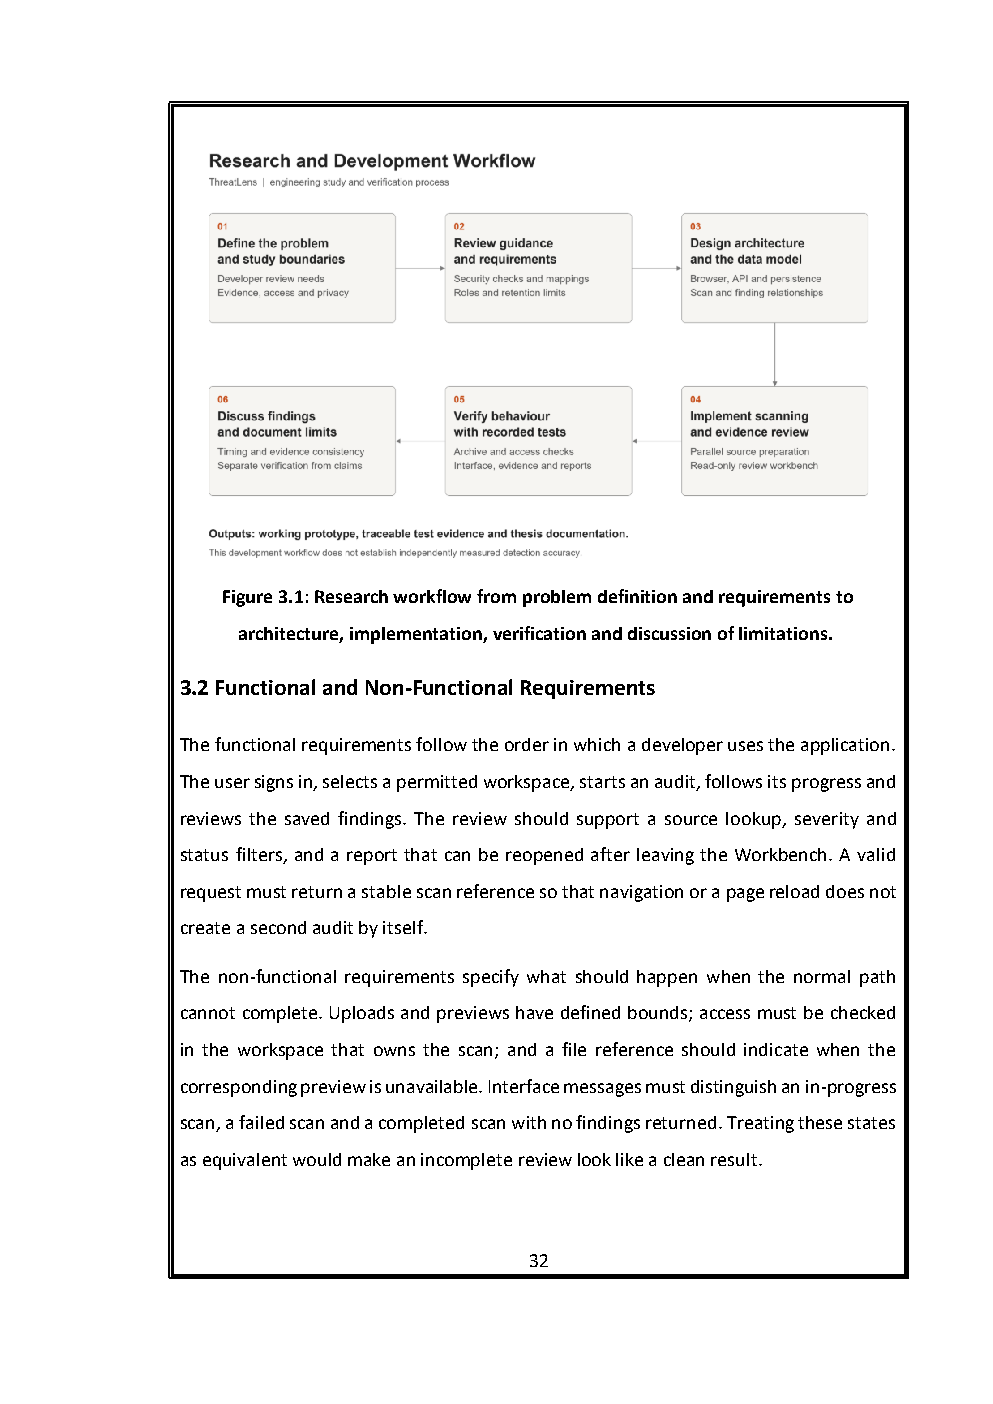 Research and Development Workflow
ThreatLens | engineering study and verification process
01
Define the problem
and study boundaries
Developer review needs
Evidence, access and privacy
02
Review guidance
and requirements
Security checks and mappings
Roles and retention limits
03
Design architecture
and the data model
Browser, API and persistence
Scan and finding relationships
04
Implement scanning
and evidence review
Parallel source preparation
Read-only review workbench
05
Verify behaviour
with recorded tests
Archive and access checks
Interface, evidence and reports
06
Discuss findings
and document limits
Timing and evidence consistency
Separate verification from claims
Outputs: working prototype, traceable test evidence and thesis documentation.
This development workflow does not establish independently measured detection accuracy.
Figure 3.1: Research workflow from problem definition and requirements to
architecture, implementation, verification and discussion of limitations.
3.2 Functional and Non-Functional Requirements
The functional requirements follow the order in which a developer uses the application.
The user signs in, selects a permitted workspace, starts an audit, follows its progress and
reviews the saved findings. The review should support a source lookup, severity and
status filters, and a report that can be reopened after leaving the Workbench. A valid
request must return a stable scan reference so that navigation or a page reload does not
create a second audit by itself.
The non-functional requirements specify what should happen when the normal path
cannot complete. Uploads and previews have defined bounds; access must be checked
in the workspace that owns the scan; and a file reference should indicate when the
corresponding preview is unavailable. Interface messages must distinguish an in-progress
scan, a failed scan and a completed scan with no findings returned. Treating these states
as equivalent would make an incomplete review look like a clean result.
32